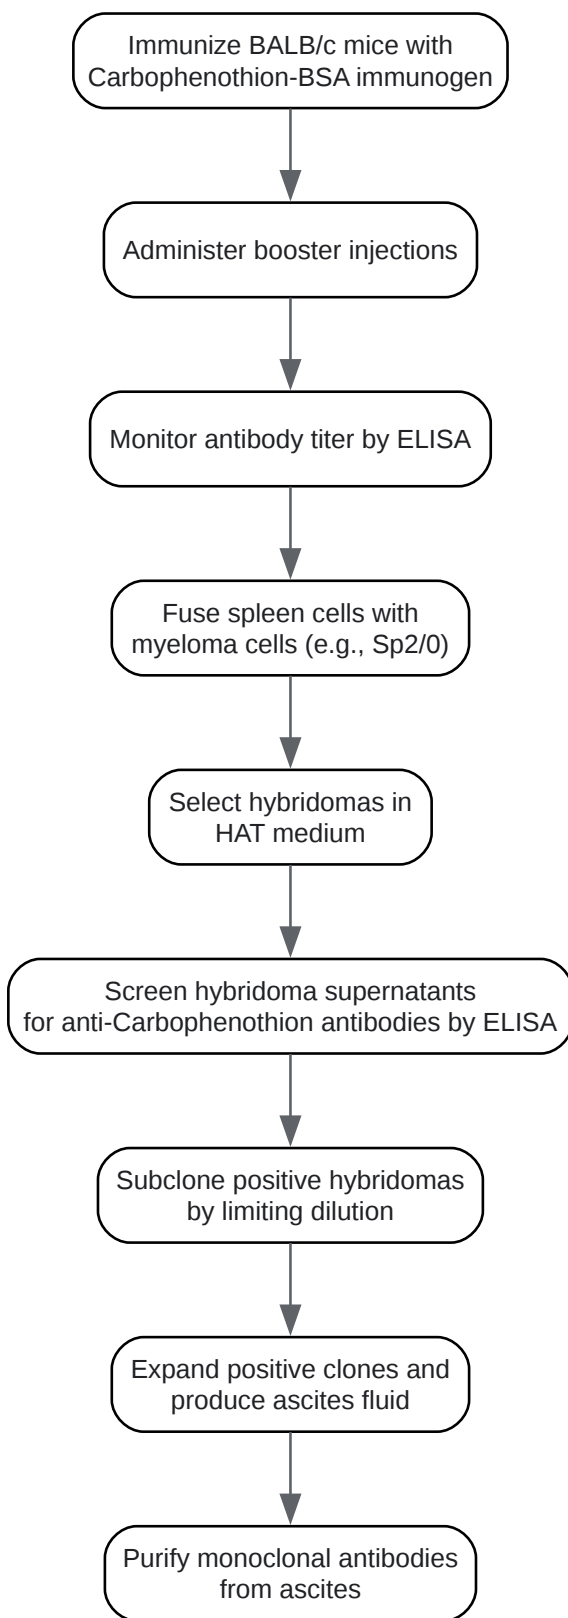 Immunize BALB/c mice with
Carbophenothion-BSA immunogen
Administer booster injections
Monitor antibody titer by ELISA
Fuse spleen cells with
myeloma cells (e.g., Sp2/0)
Select hybridomas in
HAT medium
Screen hybridoma supernatants
for anti-Carbophenothion antibodies by ELISA
Subclone positive hybridomas
by limiting dilution
Expand positive clones and
produce ascites fluid
Purify monoclonal antibodies
from ascites